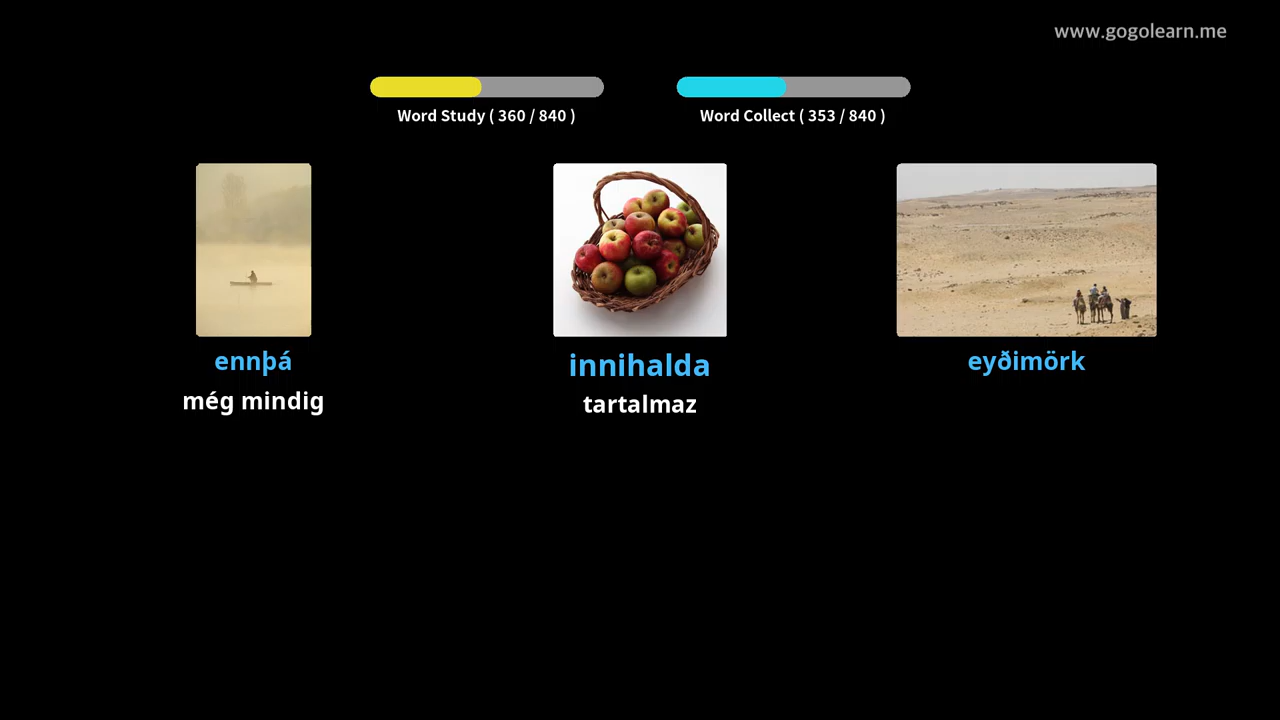 www.gogolearn.me
Word Study ( 360 / 840 )
Word Collect ( 353 / 840 )
ennþá
még mindig
innihalda
tartalmaz
eyðimörk